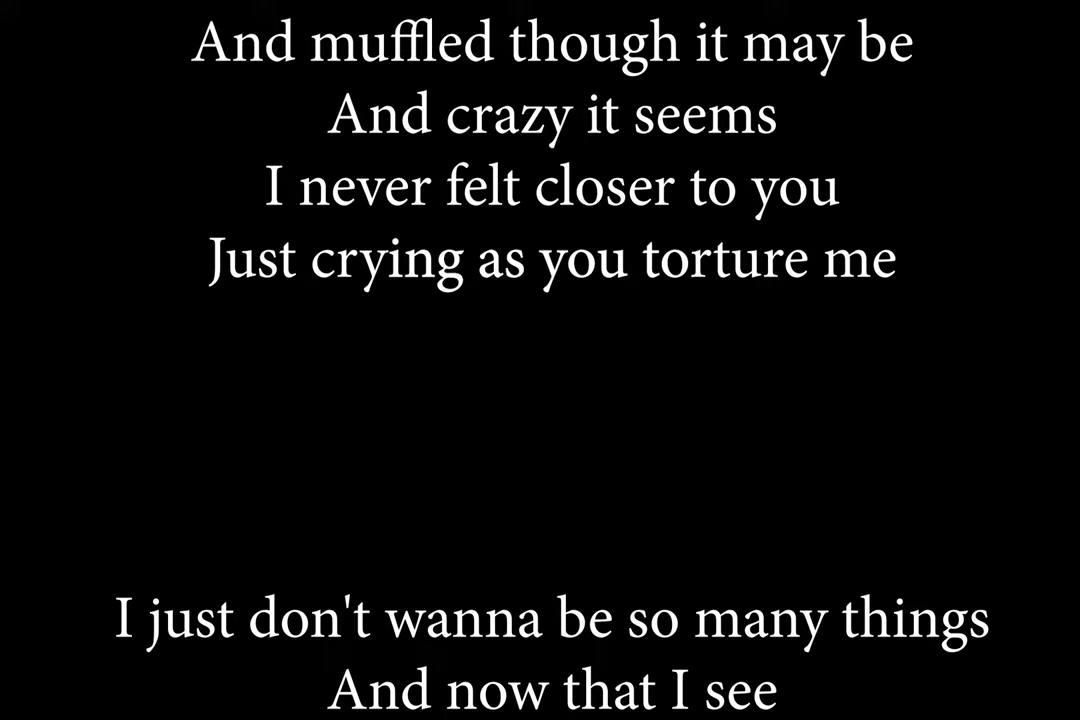 And muffled though it may be
And crazy it seems
I never felt closer to you
Just crying as you torture me
I just don't wanna be so many things
And now that I see